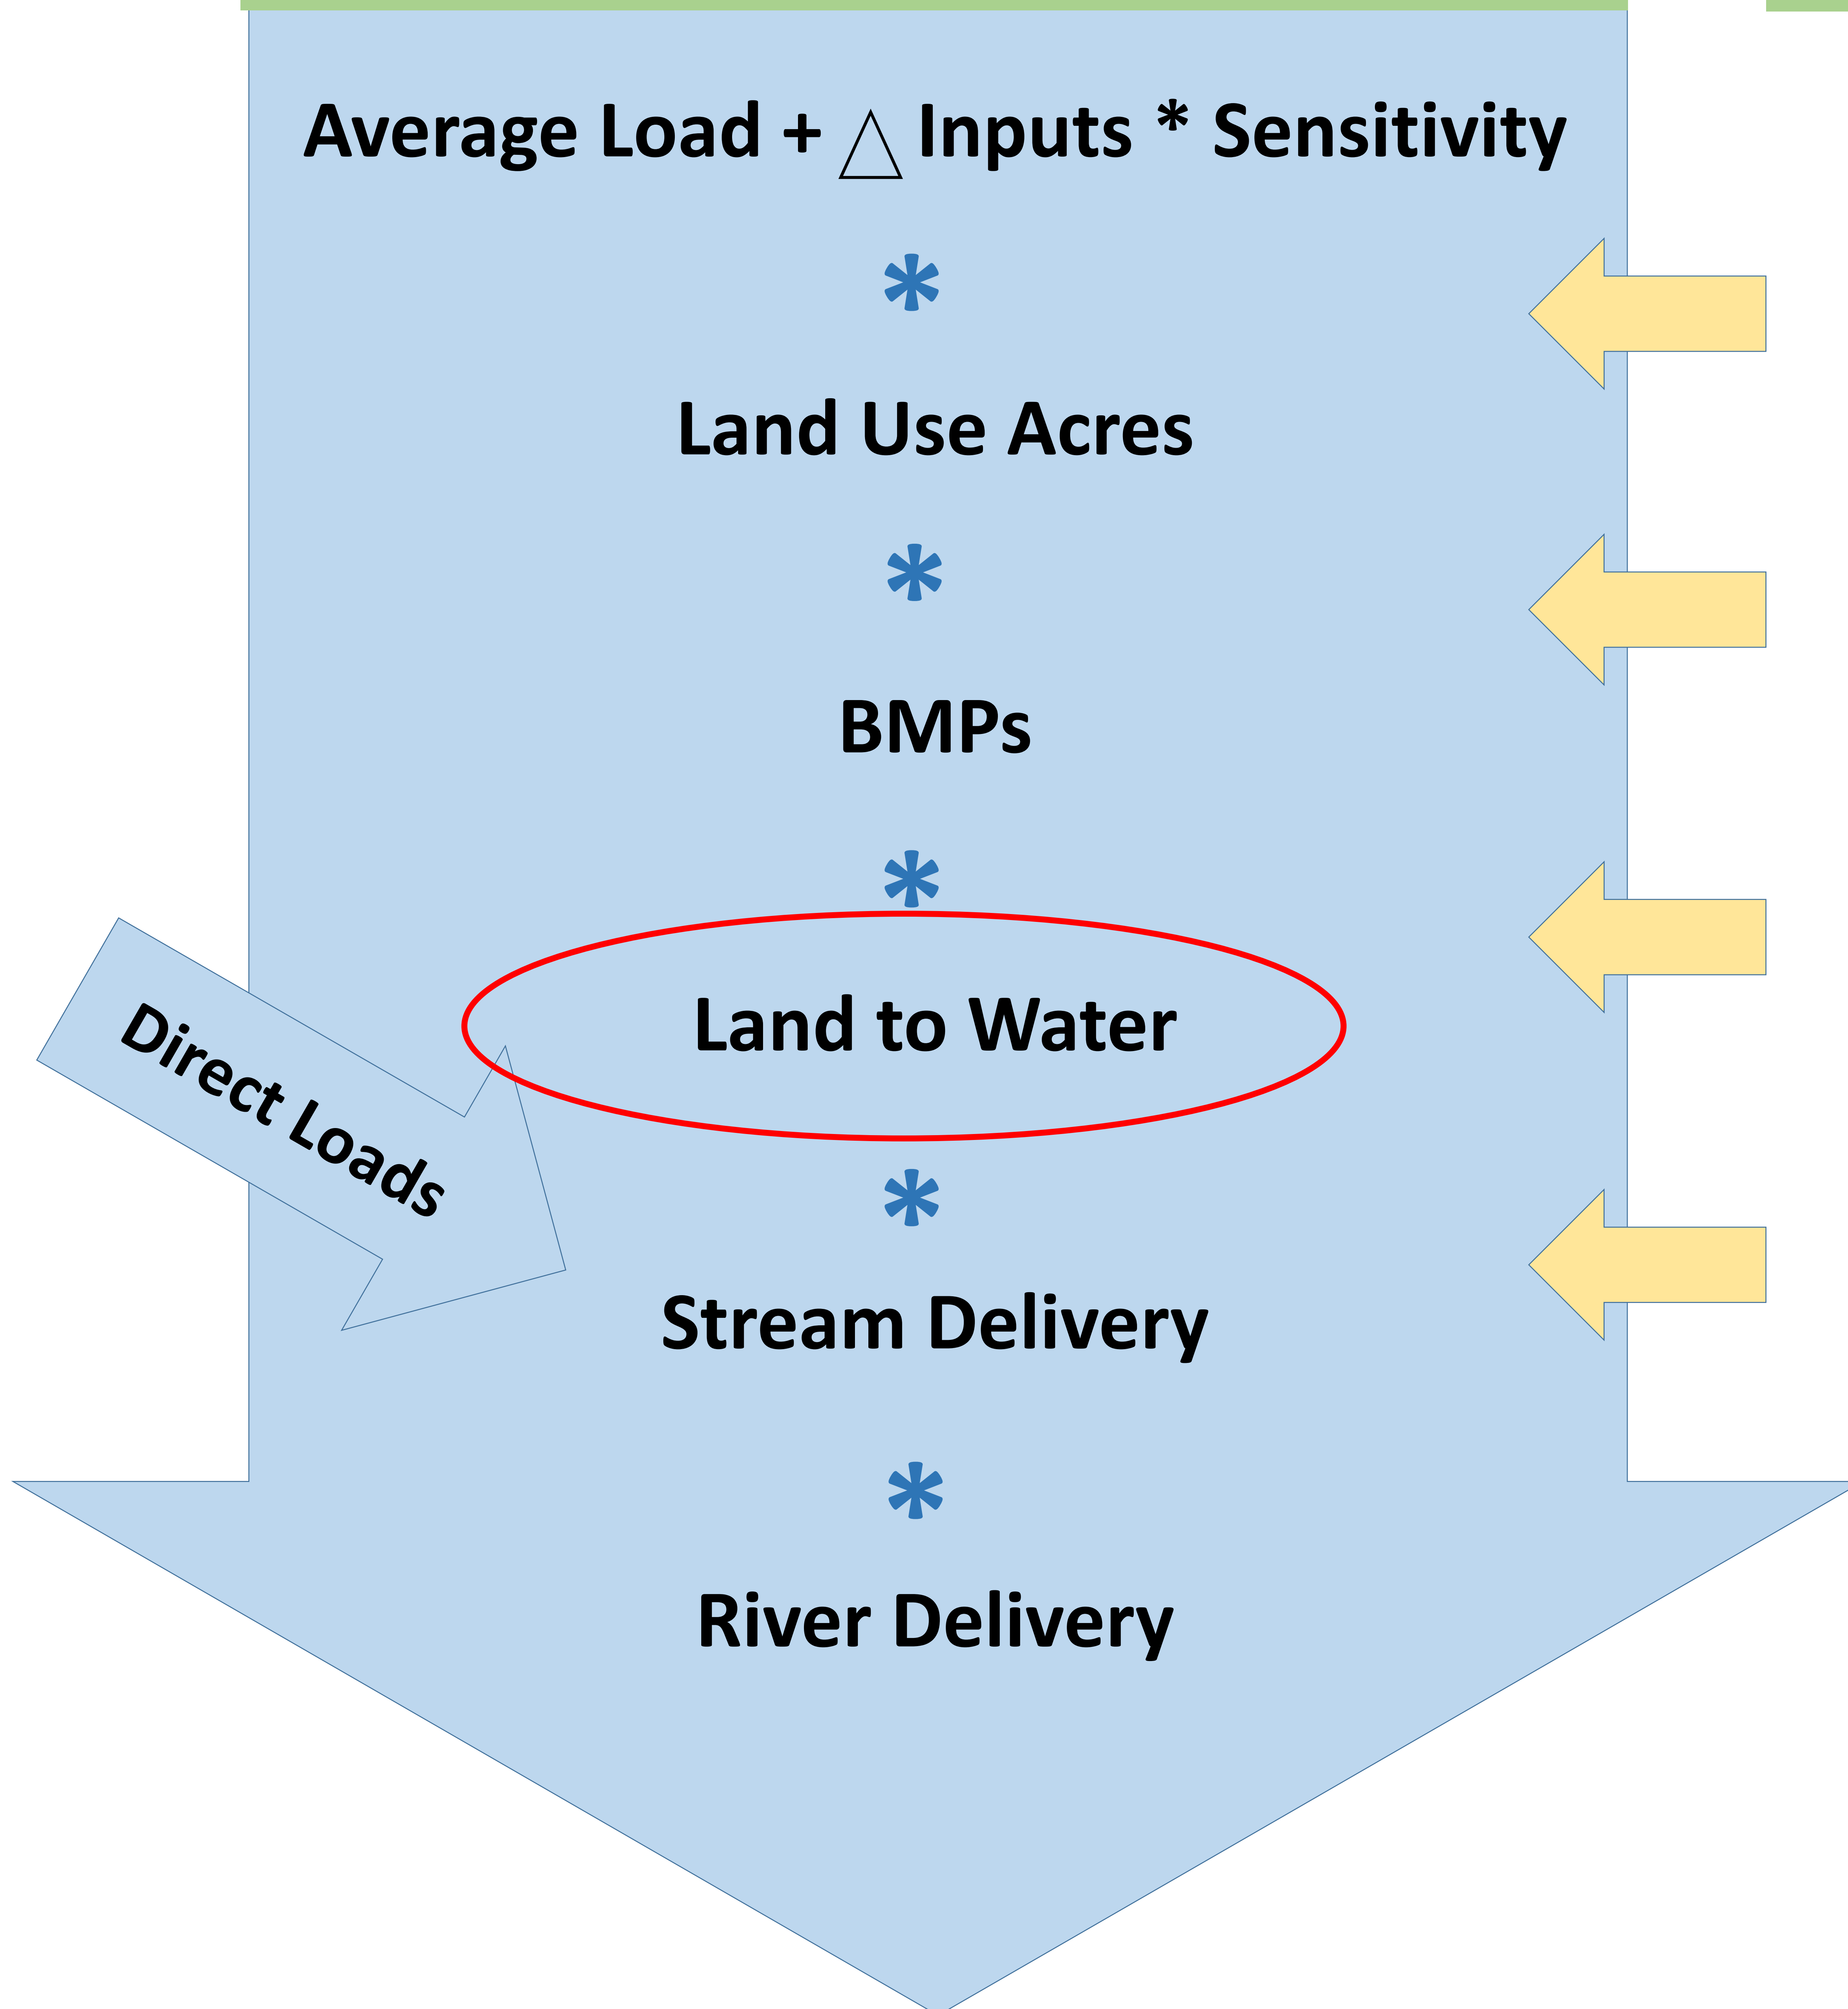 Average Load + △ Inputs * Sensitivity
*
Land Use Acres
*
BMPs
*
Land to Water
Direct Loads
*
Stream Delivery
*
River Delivery